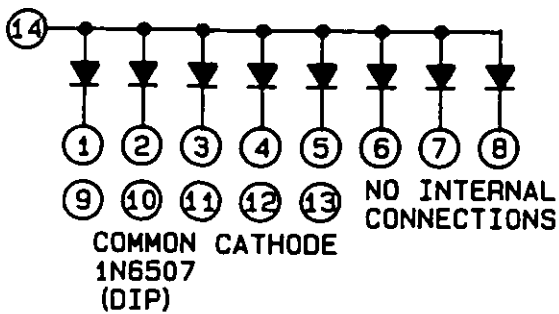 14
1 2 3 4 5 6 7 8
9 10 11 12 13 NO INTERNAL
CONNECTIONS
COMMON CATHODE
1N6507
(DIP)